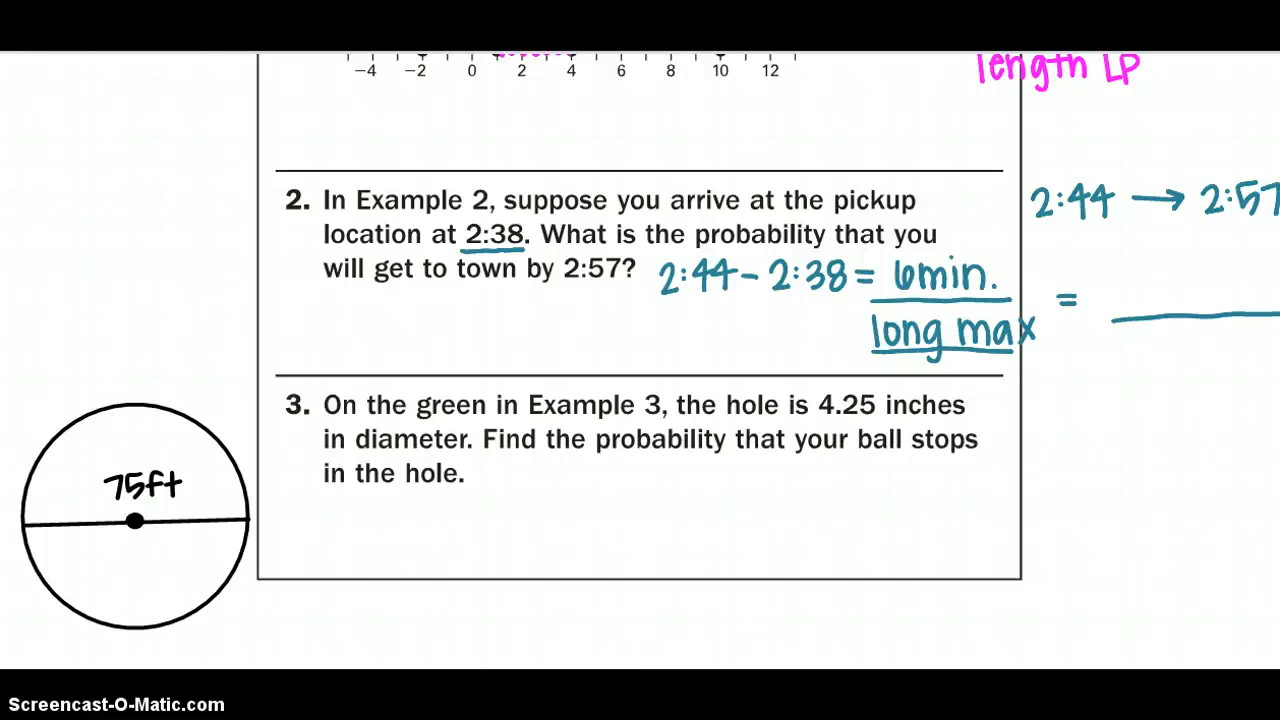 −4 −2 0 2 4 6 8 10 12
length LP
2. In Example 2, suppose you arrive at the pickup
location at 2:38. What is the probability that you
will get to town by 2:57?
2:44 → 2:57
2:44 - 2:38 = 6min.
long max
=
3. On the green in Example 3, the hole is 4.25 inches
in diameter. Find the probability that your ball stops
in the hole.
75ft
Screencast-O-Matic.com